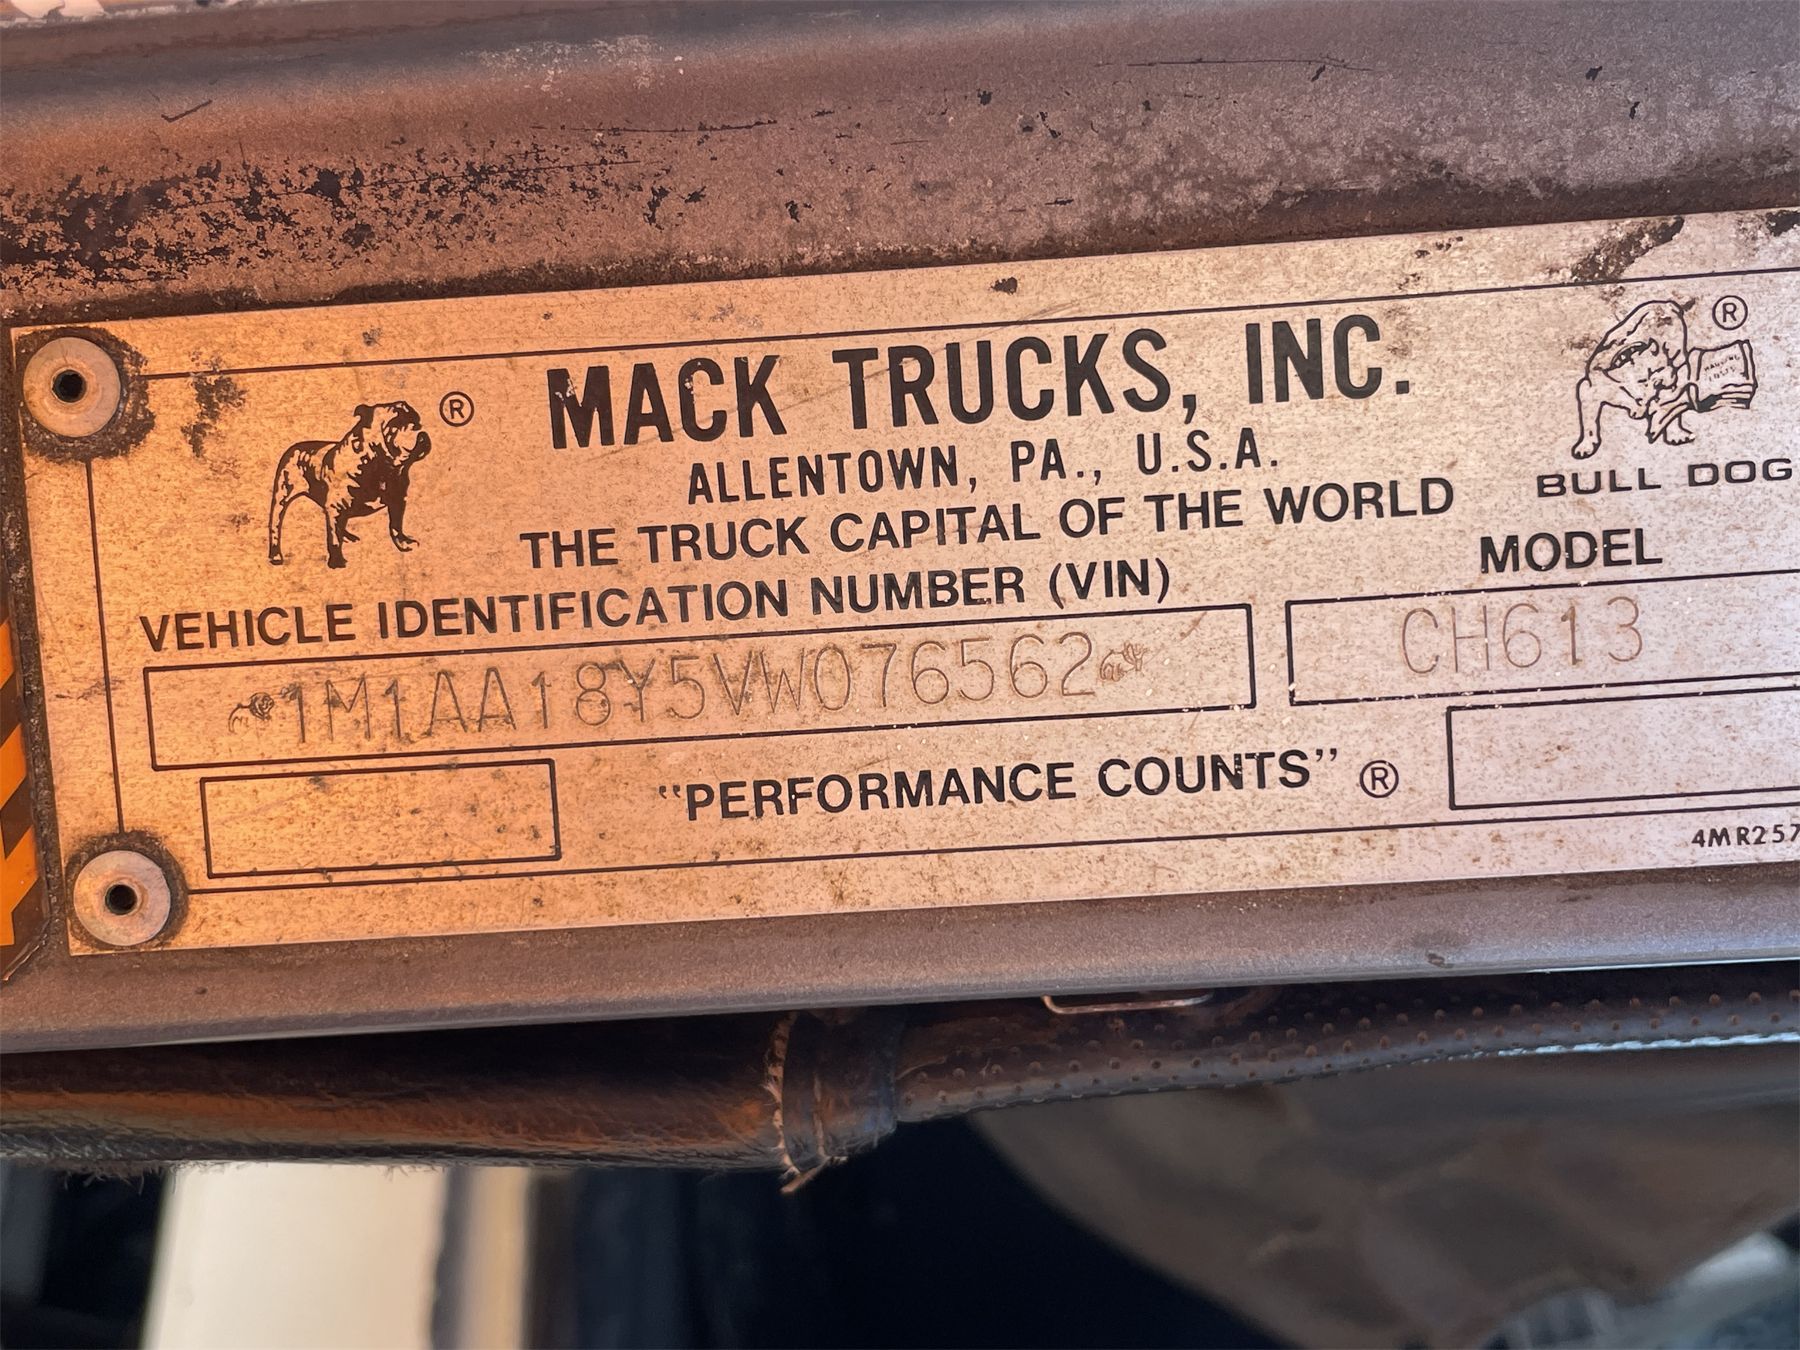 ® MACK TRUCKS, INC. ®
ALLENTOWN, PA., U.S.A.
BULL DOG
THE TRUCK CAPITAL OF THE WORLD
VEHICLE IDENTIFICATION NUMBER (VIN) MODEL
1M1AA18Y5VW076562 CH613
"PERFORMANCE COUNTS" ®
4MR257